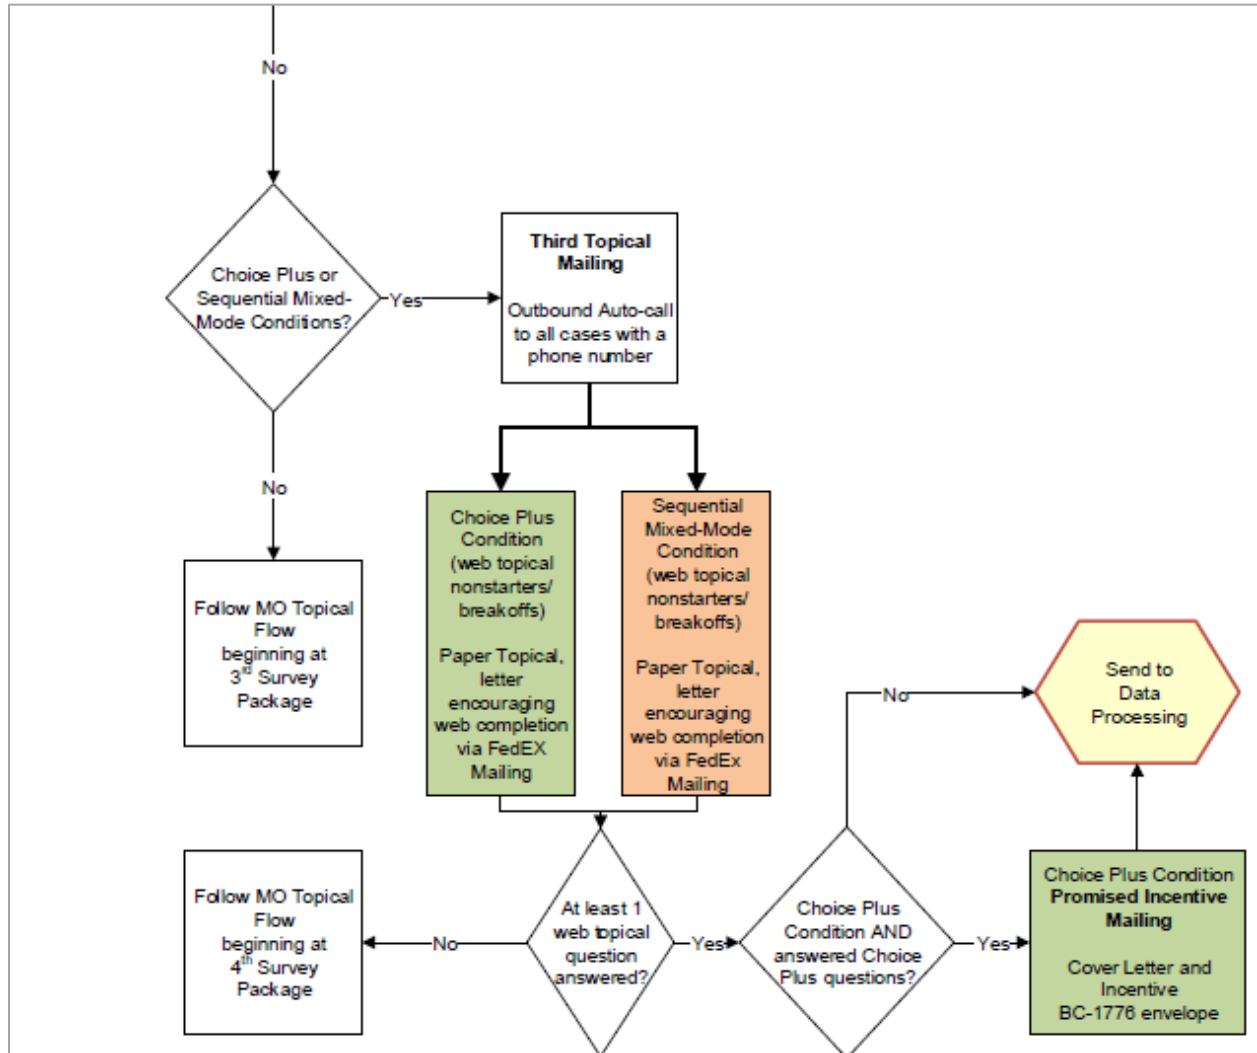 No
Choice Plus or
Sequential Mixed-
Mode Conditions?
Yes
Third Topical
Mailing
Outbound Auto-call
to all cases with a
phone number
No
Follow MO Topical
Flow
beginning at
3rd Survey
Package
Choice Plus
Condition
(web topical
nonstarters/
breakoffs)
Paper Topical,
letter
encouraging
web completion
via FedEX
Mailing
Sequential
Mixed-Mode
Condition
(web topical
nonstarters/
breakoffs)
Paper Topical,
letter
encouraging
web completion
via FedEx
Mailing
At least 1
web topical
question
answered?
No
Follow MO Topical
Flow
beginning at
4th Survey
Package
Yes
Choice Plus
Condition AND
answered Choice
Plus questions?
No
Send to
Data
Processing
Yes
Choice Plus Condition
Promised Incentive
Mailing
Cover Letter and
Incentive
BC-1776 envelope